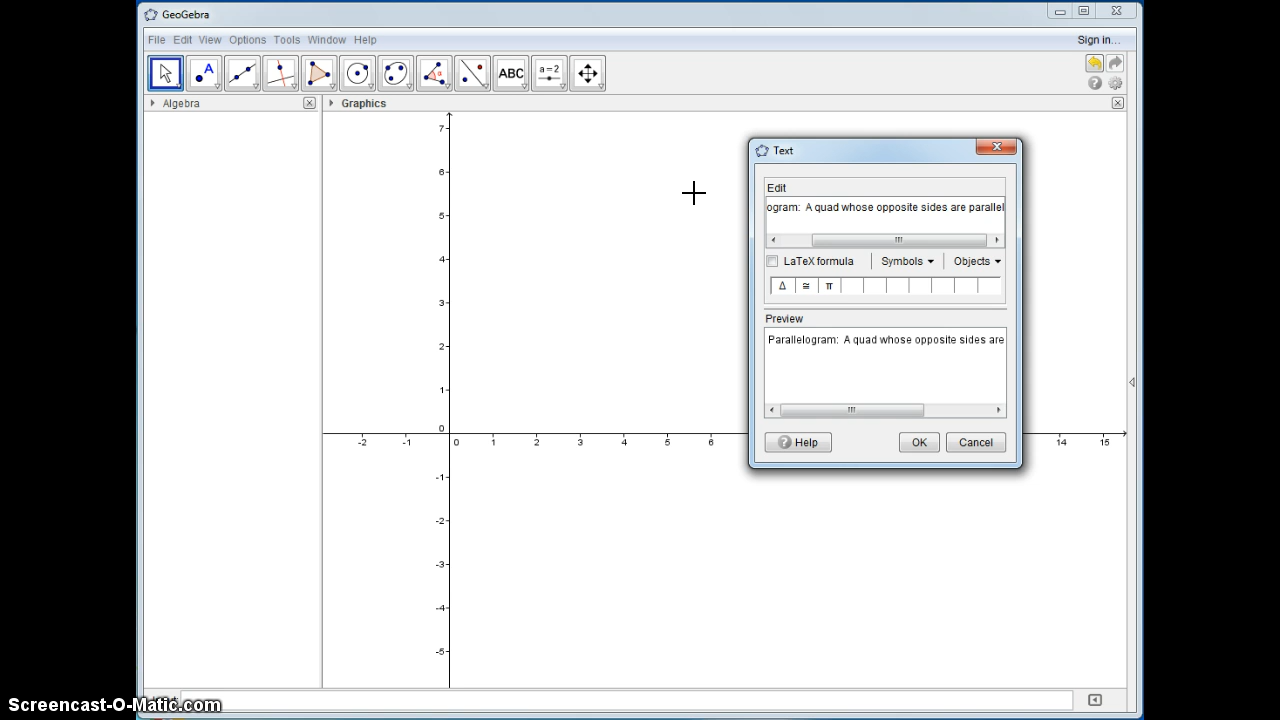 GeoGebra
File Edit View Options Tools Window Help Sign in...
A ABC a=2
Algebra Graphics
7
6
5
4
3
2
1
0
-2 -1 0 1 2 3 4 5 6 14 15
-1
-2
-3
-4
-5
Text
Edit
ogram: A quad whose opposite sides are parallel
LaTeX formula Symbols Objects
Δ ≅ π
Preview
Parallelogram: A quad whose opposite sides are
Help OK Cancel
Screencast-O-Matic.com